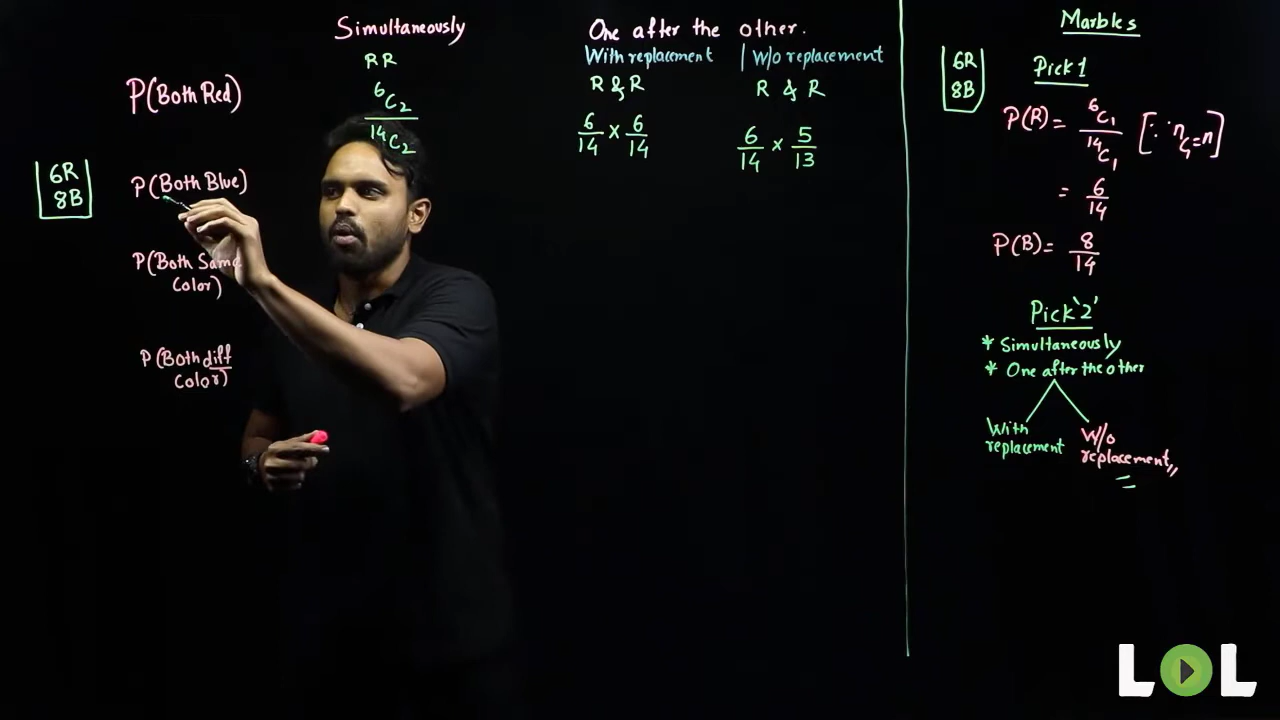 Simultaneously
One after the other.
With replacement | W/o replacement
P(Both Red)
RR
⁶C₂
¹⁴C₂
R & R
6/14 × 6/14
R & R
6/14 × 5/13
6R
8B
P(Both Blue)
P(Both Same
Color)
P(Both diff
Color)
Marbles
6R
8B
Pick 1
P(R) = ⁶C₁/¹⁴C₁ [∵ ⁿC₁ = n]
= 6/14
P(B) = 8/14
Pick '2'
* Simultaneously
* One after the other
With
replacement
W/o
replacement,,
LOL